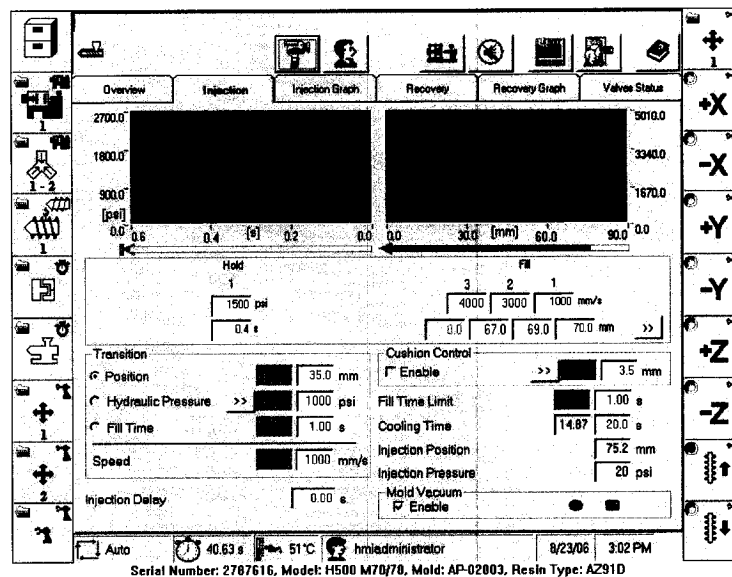 1
Overview Injection Injection Graph Recovery Recovery Graph Valves Status
2700.0 5010.0
1800.0 3340.0
900.0 1670.0
[psi]
0.0 0.6 0.4 [s] 0.2 0.0 0.0 30.0 [mm] 60.0 90.0 0.0
Hold Fill
1 3 2 1
1500 psi 4000 3000 1000 mm/s
0.4 s 0.0 67.0 69.0 70.0 mm >>
Transition Cushion Control
Position 35.0 mm Enable >> 3.5 mm
Hydraulic Pressure >> 1000 psi Fill Time Limit 1.00 s
Fill Time 1.00 s Cooling Time 14.87 20.0 s
Speed 1000 mm/s Injection Position 75.2 mm
Injection Pressure 20 psi
Injection Delay 0.00 s Mold Vacuum
Enable
1
1 - 2
1
1
2
+X
-X
+Y
-Y
+Z
-Z
Auto 40.63 s 51°C hmiadministrator 8/23/06 3:02 PM
Serial Number: 2787616, Model: H500 M70/70, Mold: AP-02003, Resin Type: AZ91D